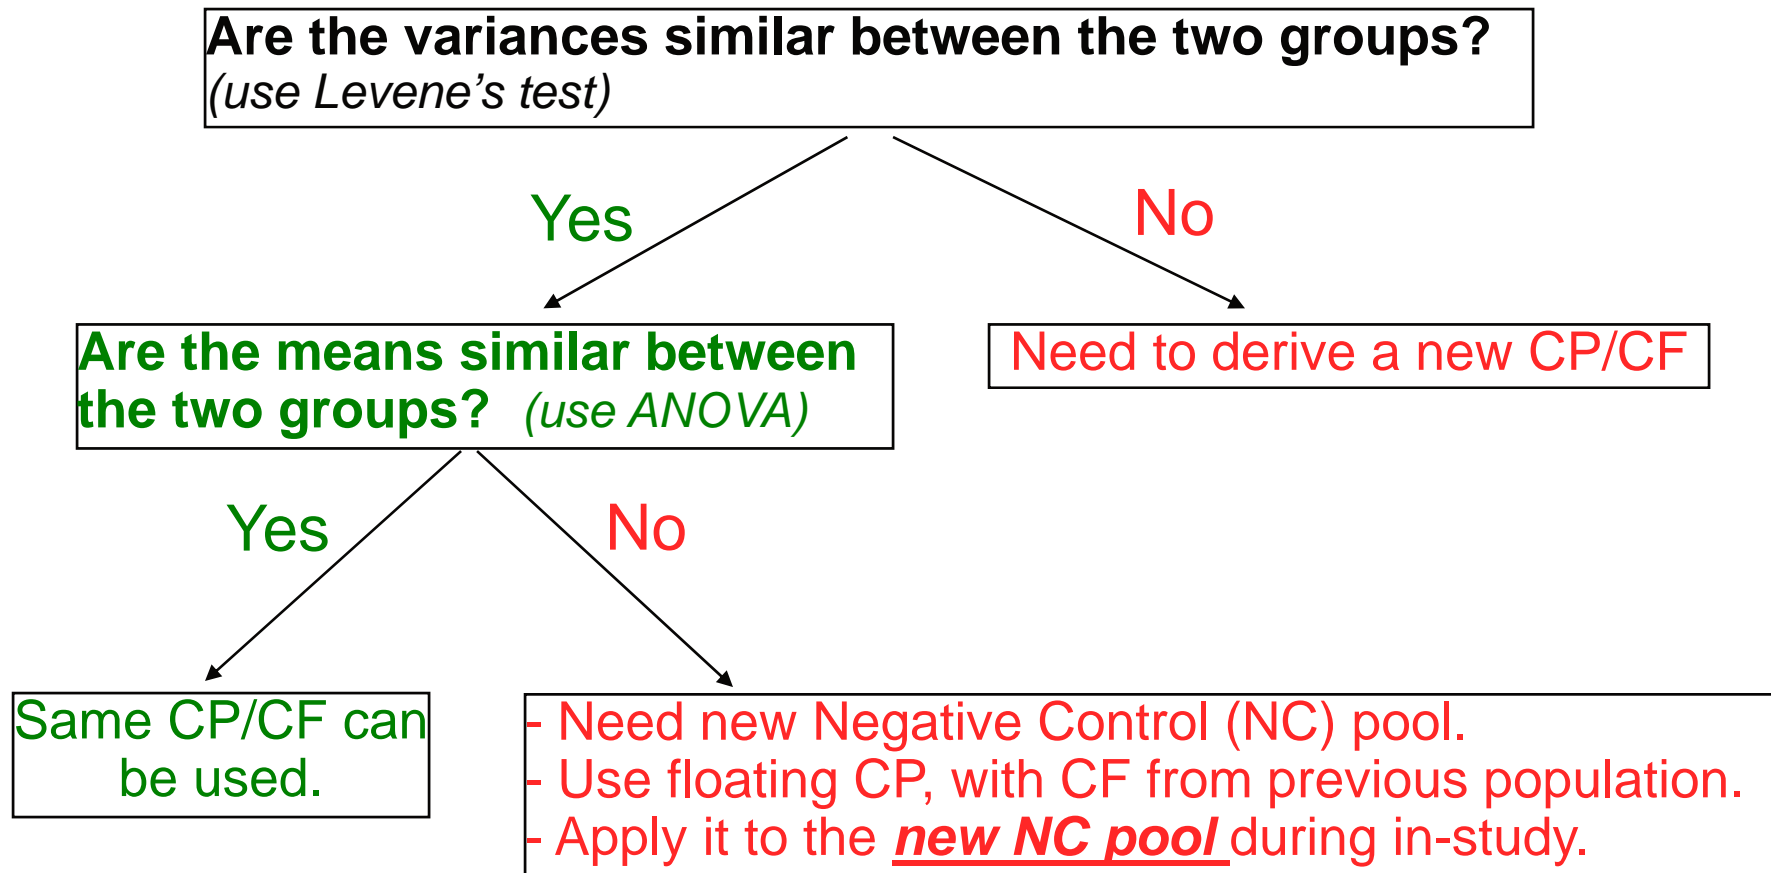 Are the variances similar between the two groups?
(use Levene’s test)
Yes
No
Are the means similar between
the two groups? (use ANOVA)
Need to derive a new CP/CF
Yes
No
Same CP/CF can
be used.
- Need new Negative Control (NC) pool.
- Use floating CP, with CF from previous population.
- Apply it to the new NC pool during in-study.